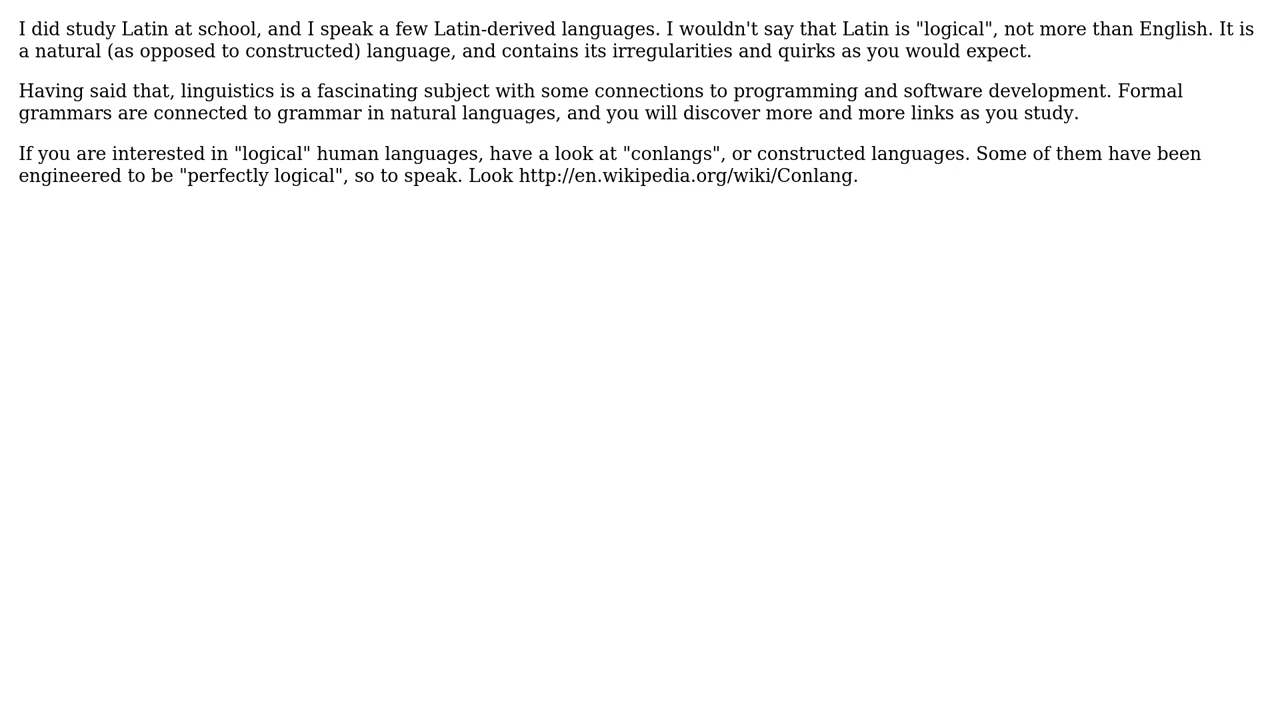 I did study Latin at school, and I speak a few Latin-derived languages. I wouldn't say that Latin is "logical", not more than English. It is
a natural (as opposed to constructed) language, and contains its irregularities and quirks as you would expect.
Having said that, linguistics is a fascinating subject with some connections to programming and software development. Formal
grammars are connected to grammar in natural languages, and you will discover more and more links as you study.
If you are interested in "logical" human languages, have a look at "conlangs", or constructed languages. Some of them have been
engineered to be "perfectly logical", so to speak. Look http://en.wikipedia.org/wiki/Conlang.